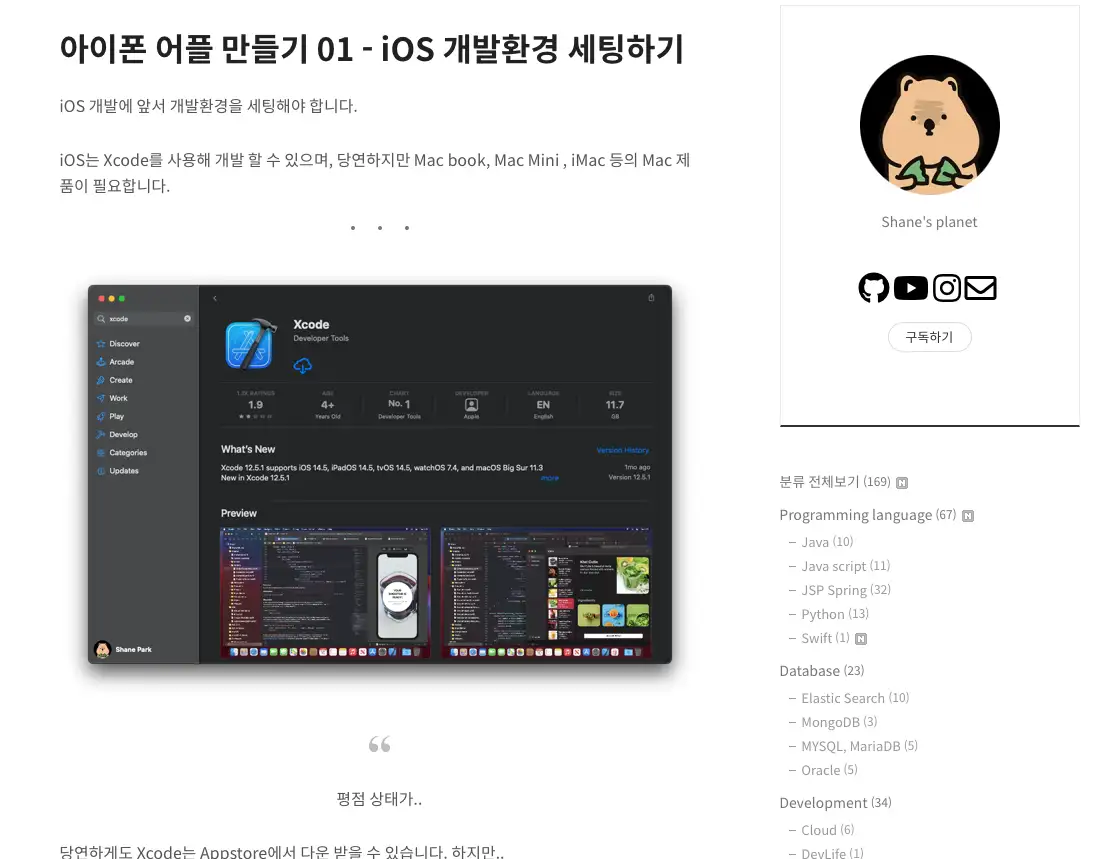 아이폰 어플 만들기 01 - iOS 개발환경 세팅하기
iOS 개발에 앞서 개발환경을 세팅해야 합니다.
iOS는 Xcode를 사용해 개발 할 수 있으며, 당연하지만 Mac book, Mac Mini , iMac 등의 Mac 제
품이 필요합니다.
xcode
Discover
Arcade
Create
Work
Play
Develop
Categories
Updates
Shane Park
Xcode
Developer Tools
AGE
CHART
DEVELOPER
LANGUAGE
SIZE
1.9
4+
No. 1
EN
11.7
Years Old
Developer Tools
Apple
English
GB
What's New
Version History
Xcode 12.5.1 supports iOS 14.5, iPadOS 14.5, tvOS 14.5, watchOS 7.4, and macOS Big Sur 11.3
1mo ago
New in Xcode 12.5.1
more
Version 12.5.1
Preview
“
평점 상태가..
당연하게도 Xcode는 Appstore에서 다운 받을 수 있습니다. 하지만..
Shane's planet
구독하기
분류 전체보기 (169) N
Programming language (67) N
– Java (10)
– Java script (11)
– JSP Spring (32)
– Python (13)
– Swift (1) N
Database (23)
– Elastic Search (10)
– MongoDB (3)
– MYSQL, MariaDB (5)
– Oracle (5)
Development (34)
– Cloud (6)
– DevLife (1)